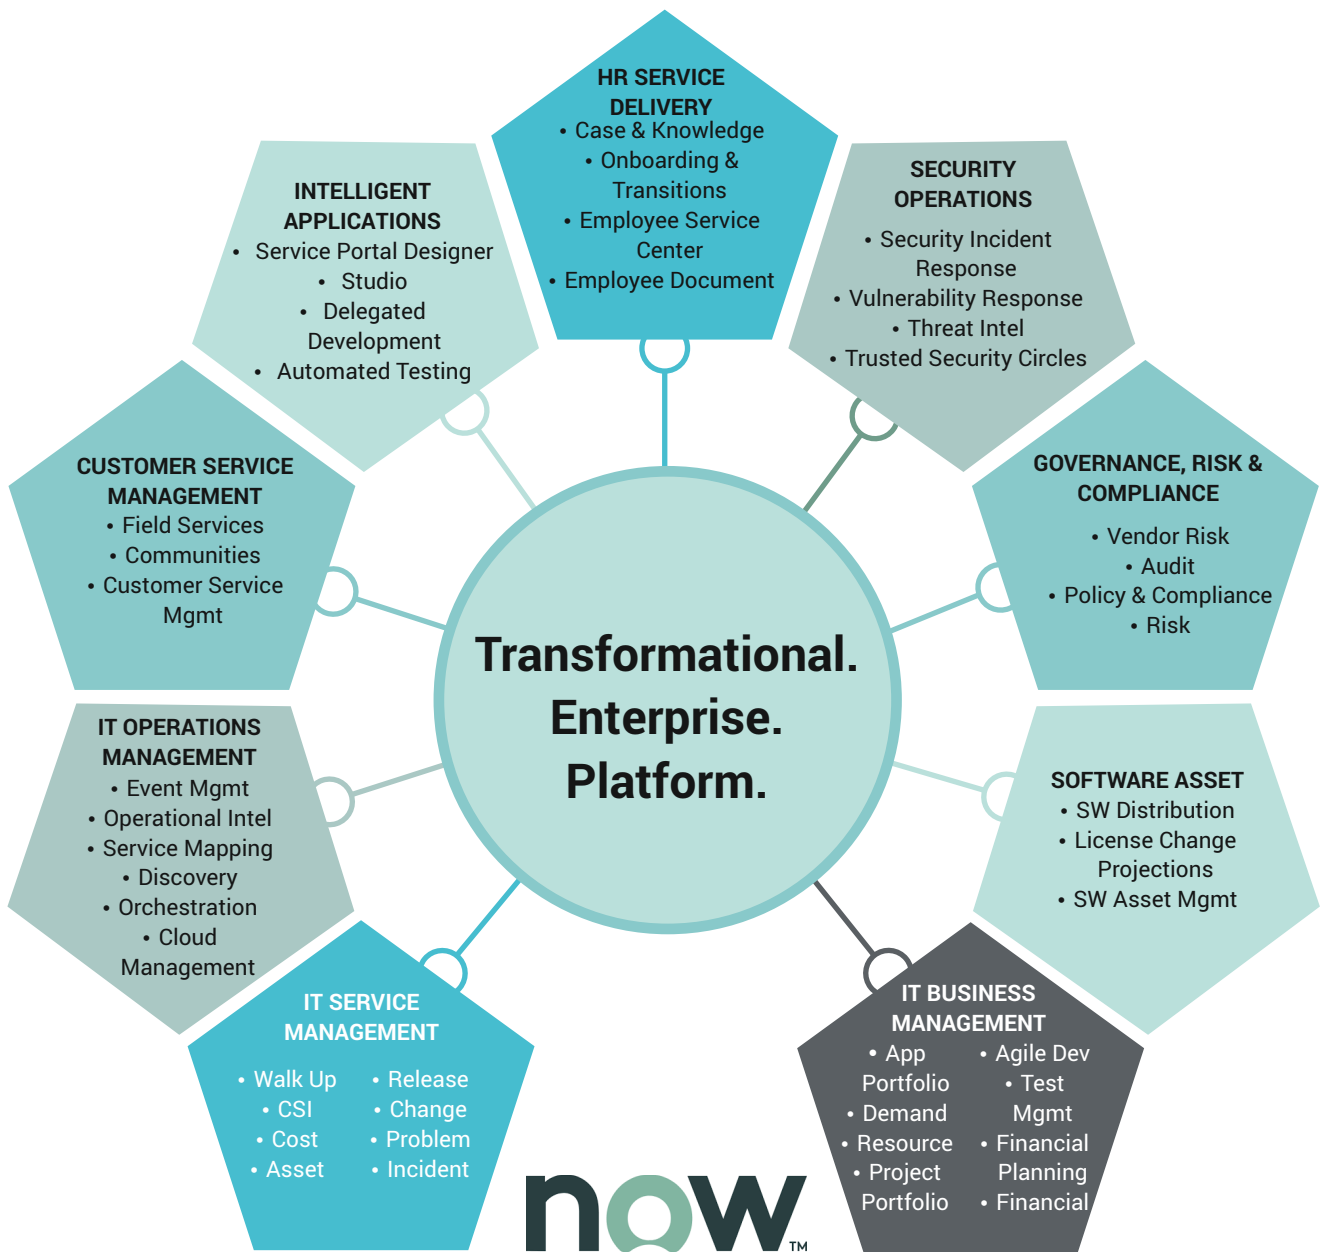 HR SERVICE
DELIVERY
• Case & Knowledge
• Onboarding &
Transitions
• Employee Service
Center
• Employee Document
INTELLIGENT
APPLICATIONS
• Service Portal Designer
• Studio
• Delegated
Development
• Automated Testing
SECURITY
OPERATIONS
• Security Incident
Response
• Vulnerability Response
• Threat Intel
• Trusted Security Circles
CUSTOMER SERVICE
MANAGEMENT
• Field Services
• Communities
• Customer Service
Mgmt
GOVERNANCE, RISK &
COMPLIANCE
• Vendor Risk
• Audit
• Policy & Compliance
• Risk
Transformational.
Enterprise.
Platform.
IT OPERATIONS
MANAGEMENT
• Event Mgmt
• Operational Intel
• Service Mapping
• Discovery
• Orchestration
• Cloud
Management
SOFTWARE ASSET
• SW Distribution
• License Change
Projections
• SW Asset Mgmt
IT SERVICE
MANAGEMENT
• Walk Up
• CSI
• Cost
• Asset
• Release
• Change
• Problem
• Incident
IT BUSINESS
MANAGEMENT
• App
Portfolio
• Demand
• Resource
• Project
Portfolio
• Agile Dev
• Test
Mgmt
• Financial
Planning
• Financial
now™